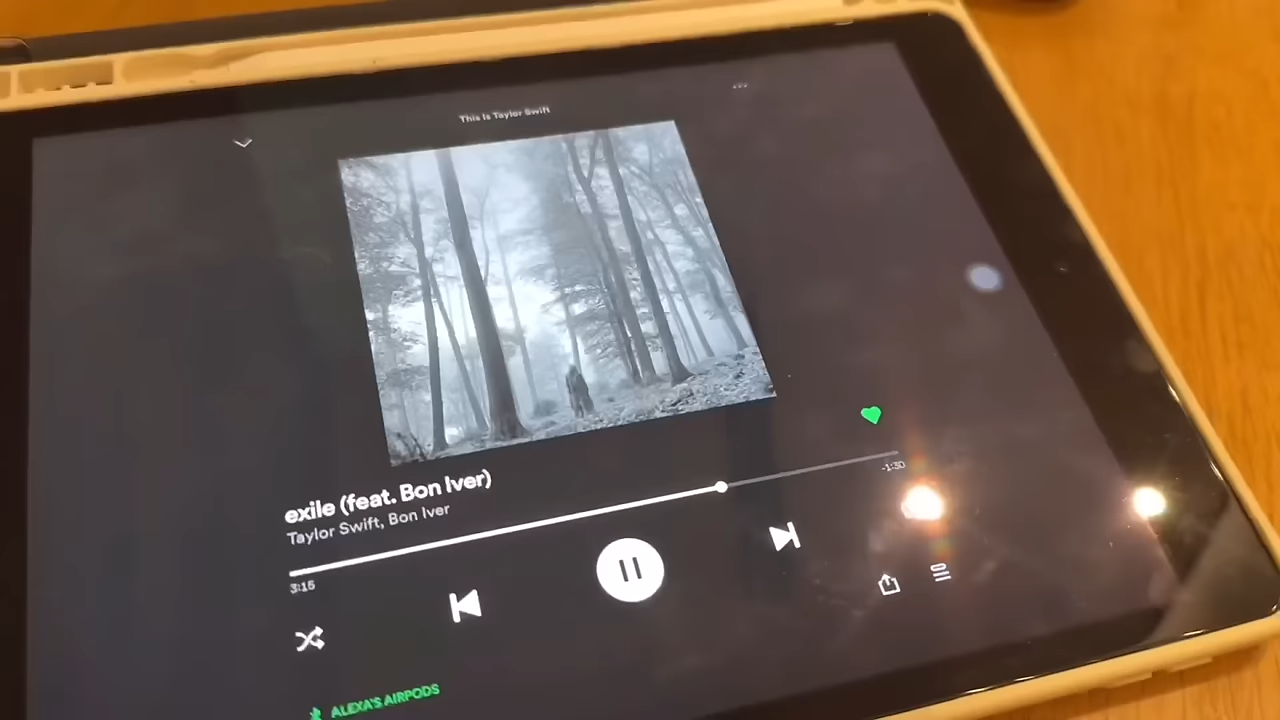 This Is Taylor Swift
exile (feat. Bon Iver)
Taylor Swift, Bon Iver
3:15
-1:30
ALEXA'S AIRPODS